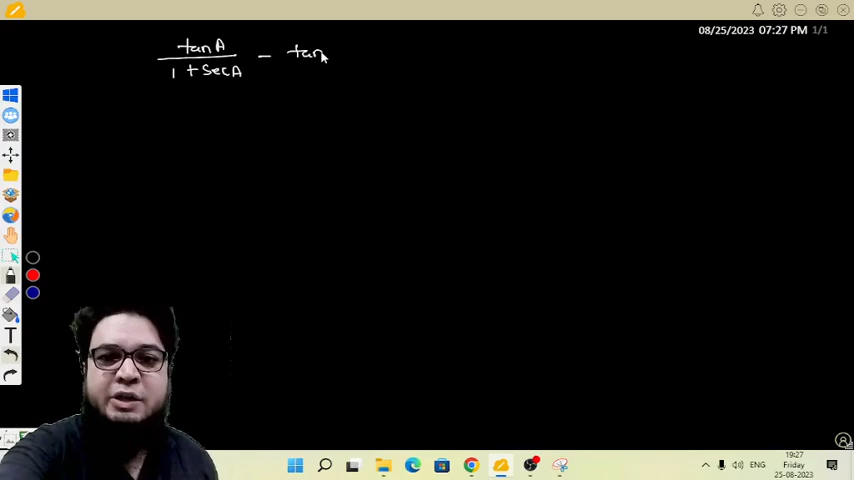 08/25/2023 07:27 PM 1/1
tanA
――― − tan
1 + SecA
T
ENG
19:27
Friday
25-08-2023